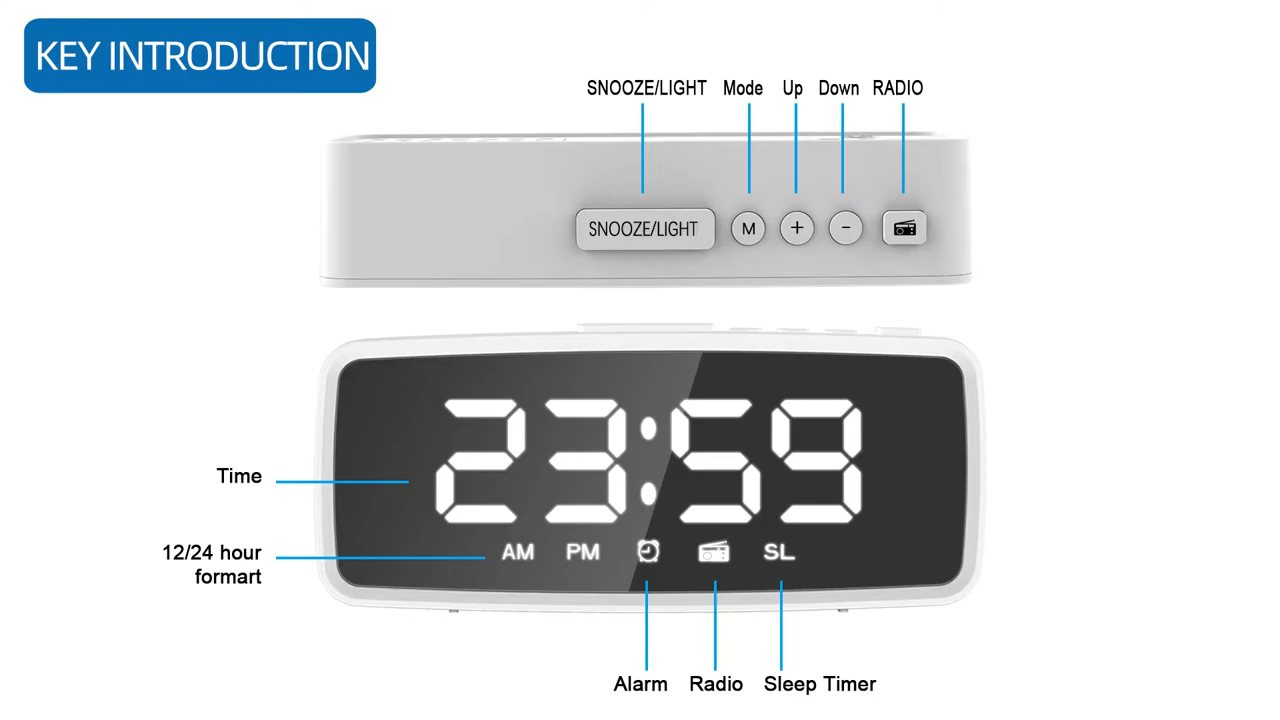 KEY INTRODUCTION
SNOOZE/LIGHT Mode Up Down RADIO
SNOOZE/LIGHT M + -
23:59
Time
AM PM SL
12/24 hour
formart
Alarm Radio Sleep Timer